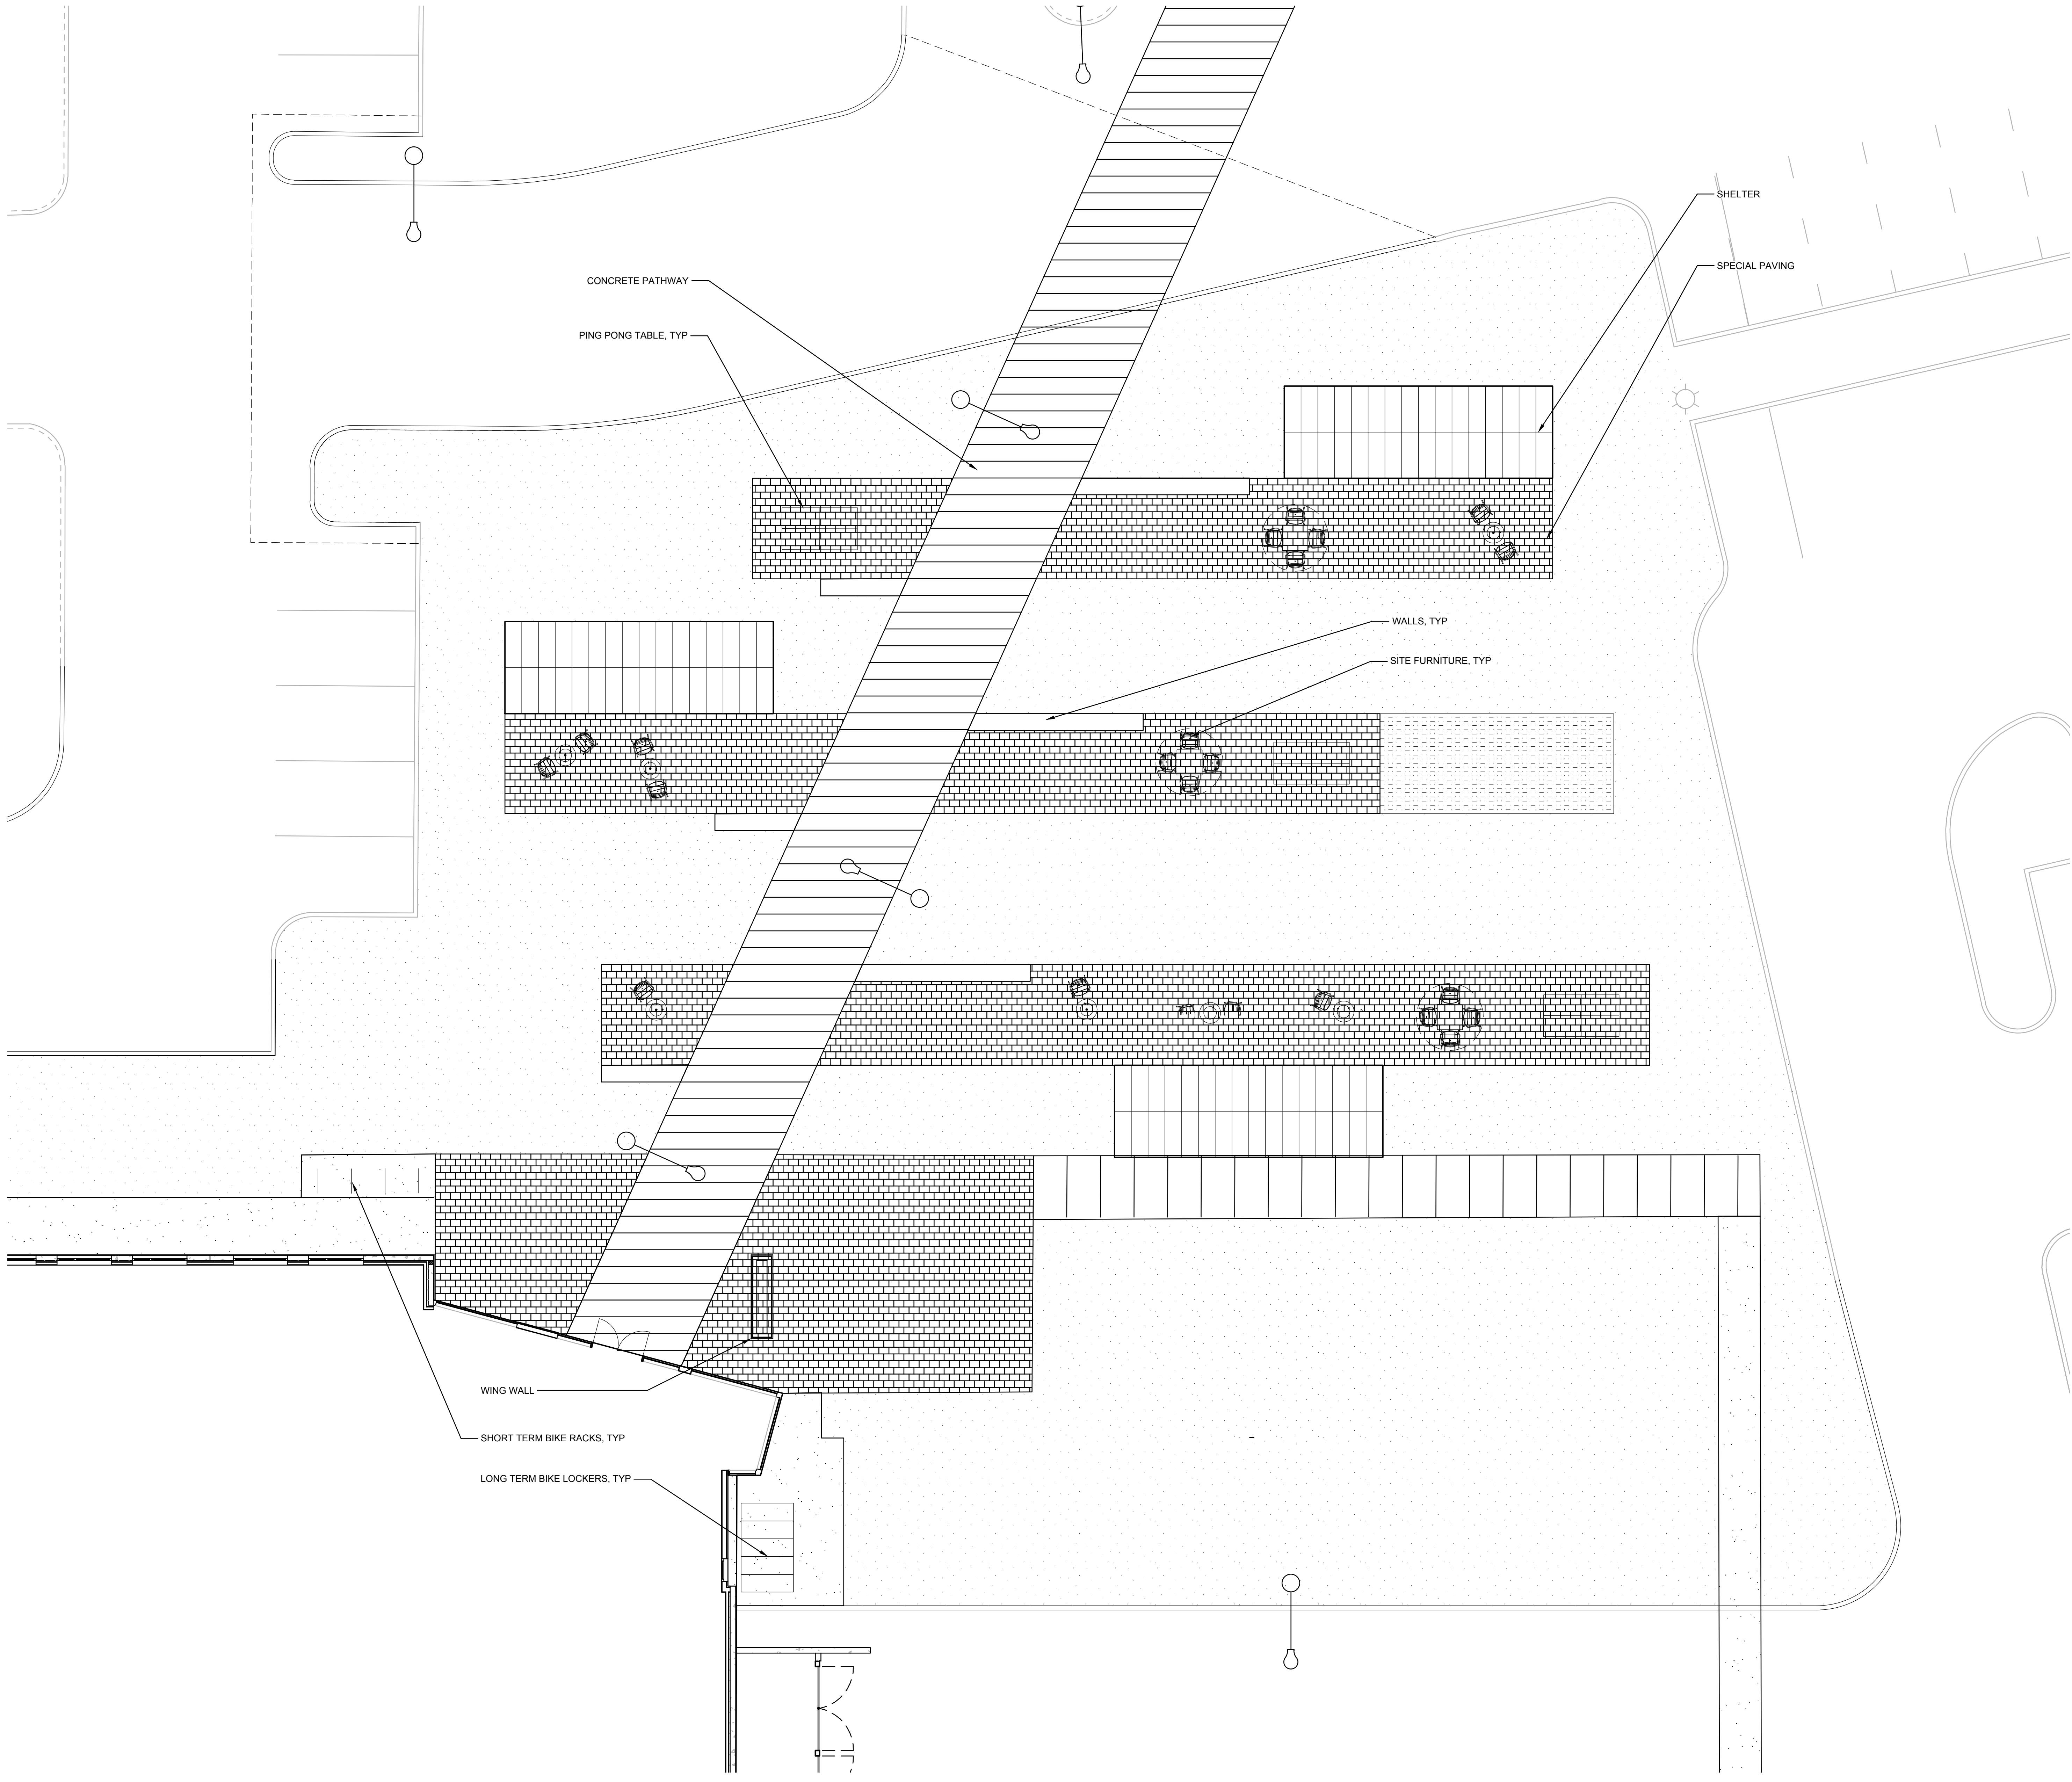 SHELTER
SPECIAL PAVING
CONCRETE PATHWAY
PING PONG TABLE, TYP
WALLS, TYP
SITE FURNITURE, TYP
WING WALL
SHORT TERM BIKE RACKS, TYP
LONG TERM BIKE LOCKERS, TYP